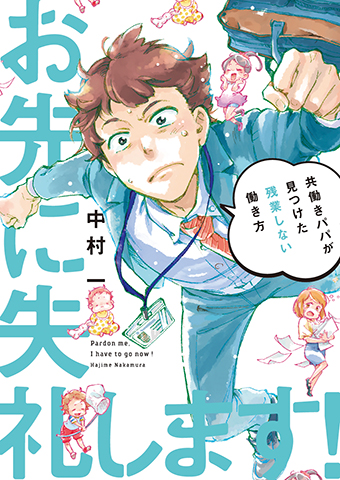 お先に失
礼します!
共働きパパが
見つけた
残業しない
働き方
中村 一
Pardon me,
I have to go now!
Hajime Nakamura